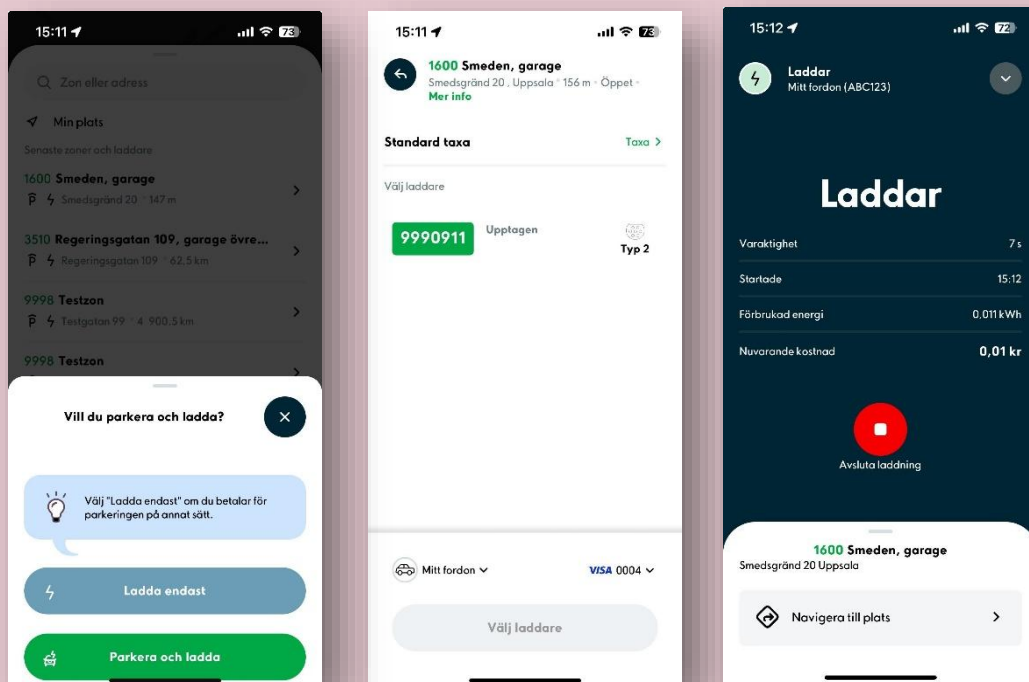 15:11
73
Zon eller adress
Min plats
Senaste zoner och laddare
1600 Smeden, garage
Smedsgränd 20 · 147 m
3510 Regeringsgatan 109, garage övre...
Regeringsgatan 109 · 62,5 km
9998 Testzon
Testgatan 99 · 4 900,5 km
9998 Testzon
Vill du parkera och ladda?
Välj "Ladda endast" om du betalar för
parkeringen på annat sätt.
Ladda endast
Parkera och ladda
15:11
73
1600 Smeden, garage
Smedsgränd 20 , Uppsala · 156 m · Öppet ·
Mer info
Standard taxa
Taxa
Välj laddare
9990911
Upptagen
Typ 2
Mitt fordon
VISA 0004
Välj laddare
15:12
72
Laddar
Mitt fordon (ABC123)
Laddar
Varaktighet 7 s
Startade 15:12
Förbrukad energi 0,011 kWh
Nuvarande kostnad 0,01 kr
Avsluta laddning
1600 Smeden, garage
Smedsgränd 20 Uppsala
Navigera till plats